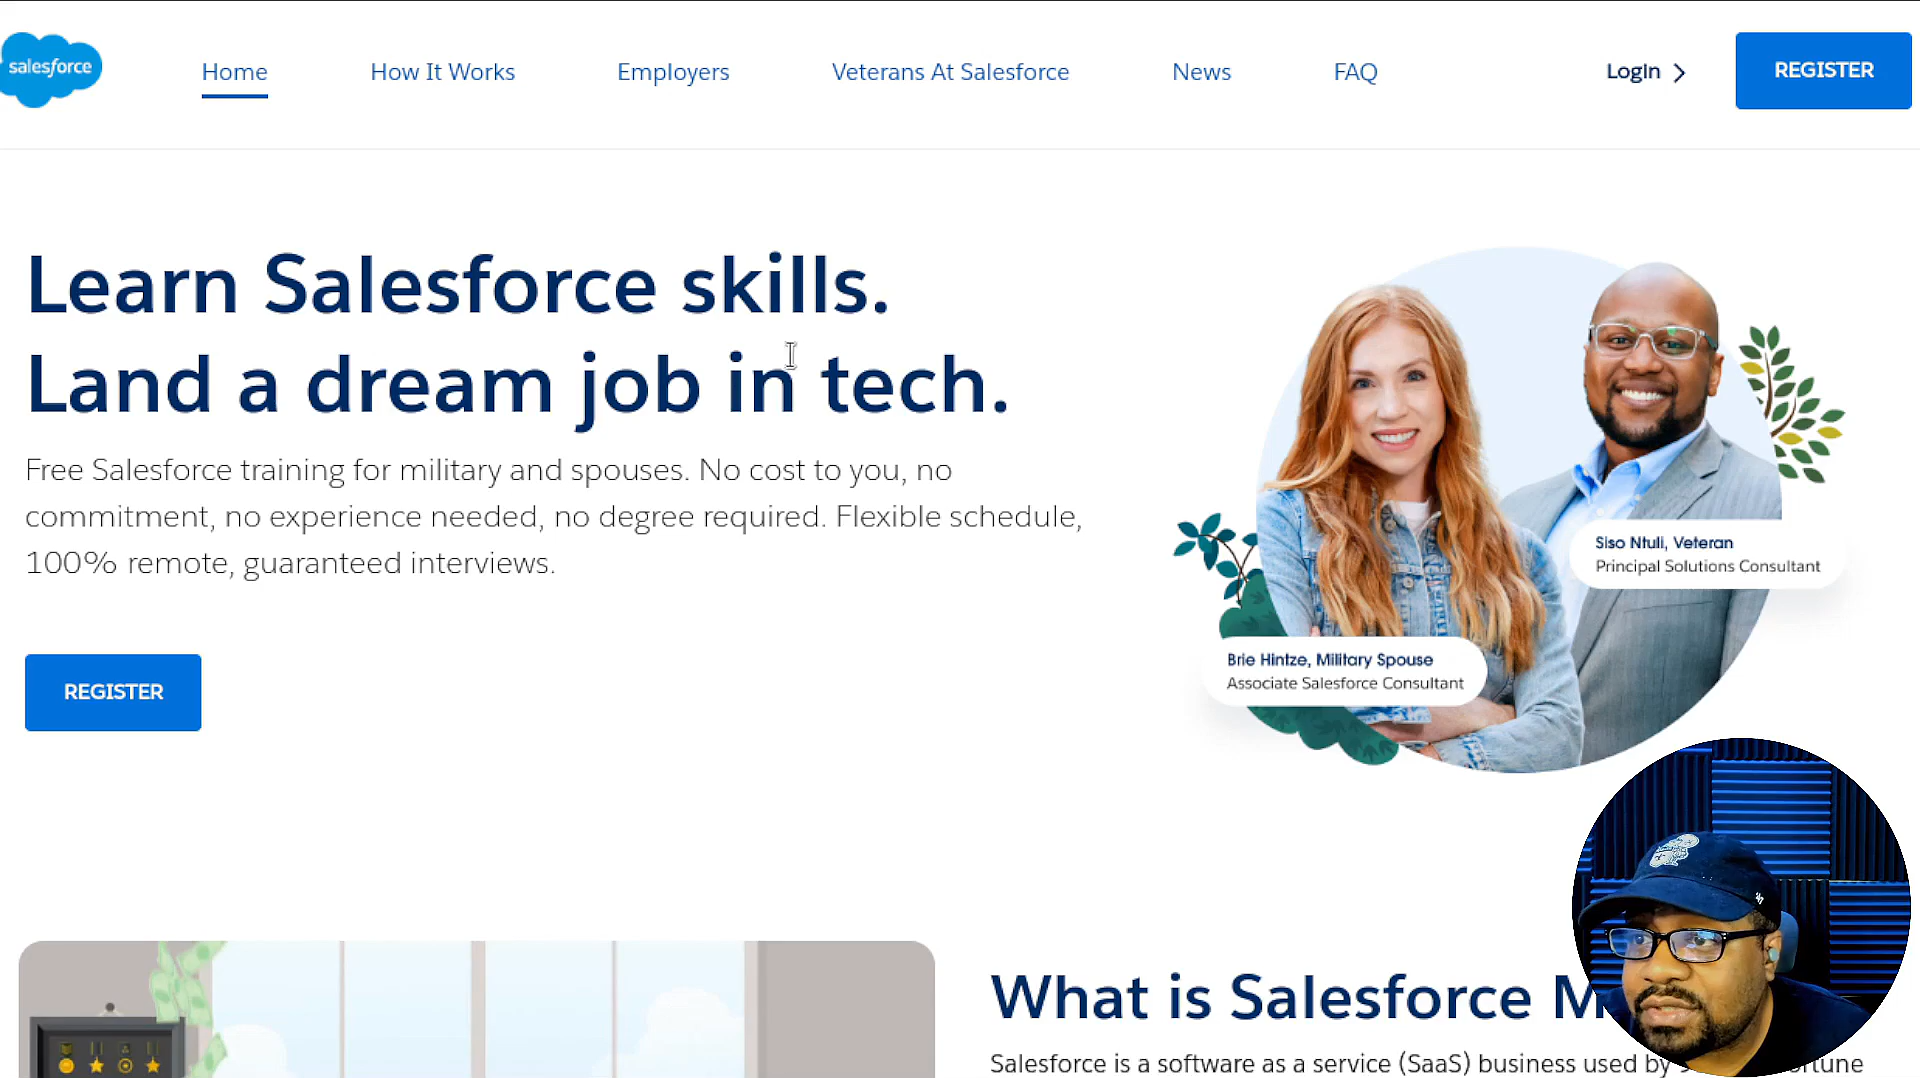 salesforce
Home
How It Works
Employers
Veterans At Salesforce
News
FAQ
Login
REGISTER
Learn Salesforce skills.
Land a dream job in tech.
Free Salesforce training for military and spouses. No cost to you, no
commitment, no experience needed, no degree required. Flexible schedule,
100% remote, guaranteed interviews.
REGISTER
Siso Ntuli, Veteran
Principal Solutions Consultant
Brie Hintze, Military Spouse
Associate Salesforce Consultant
What is Salesforce
Salesforce is a software as a service (SaaS) business used by